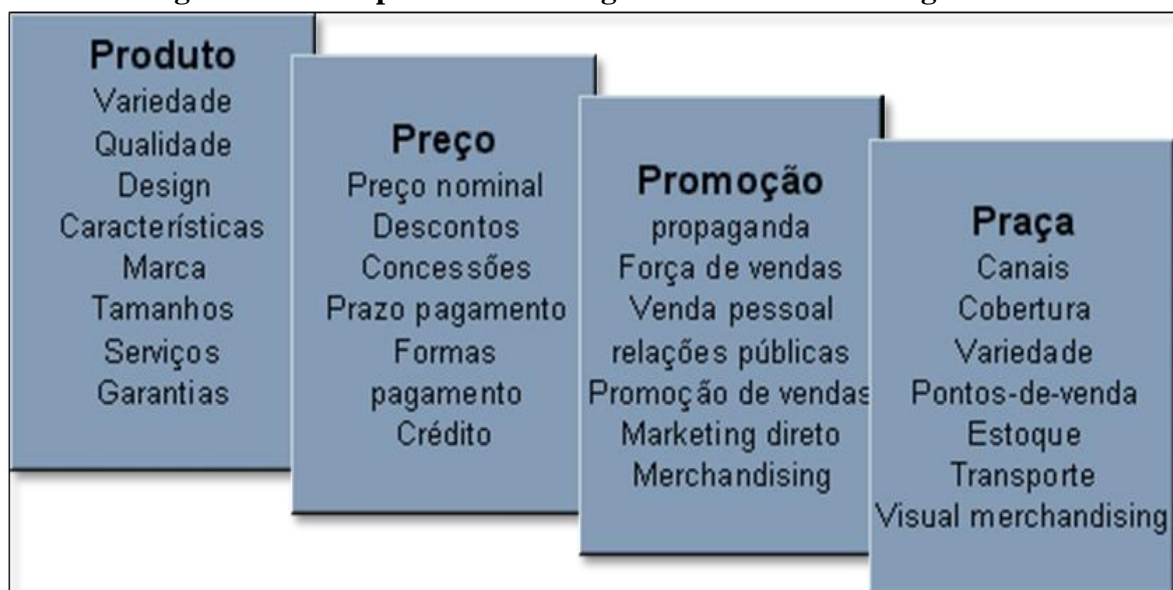 Produto
Variedade
Qualidade
Design
Características
Marca
Tamanhos
Serviços
Garantias
Preço
Preço nominal
Descontos
Concessões
Prazo pagamento
Formas
pagamento
Crédito
Promoção
propaganda
Força de vendas
Venda pessoal
relações públicas
Promoção de vendas
Marketing direto
Merchandising
Praça
Canais
Cobertura
Variedade
Pontos-de-venda
Estoque
Transporte
Visual merchandising